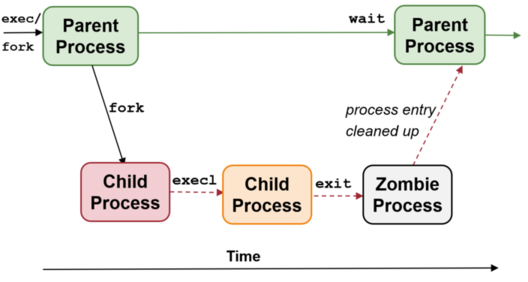 exec/
fork
Parent
Process
wait
Parent
Process
fork
process entry
cleaned up
Child
Process
execl
Child
Process
exit
Zombie
Process
Time